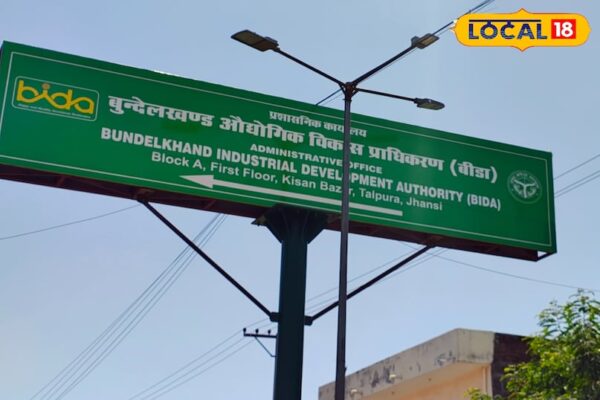 LOCAL 18
bida
प्रशासनिक कार्यालय
बुन्देलखण्ड औद्योगिक विकास प्राधिकरण (बीडा)
ADMINISTRATIVE OFFICE
BUNDELKHAND INDUSTRIAL DEVELOPMENT AUTHORITY (BIDA)
Block A, First Floor, Kisan Bazar, Talpura, Jhansi